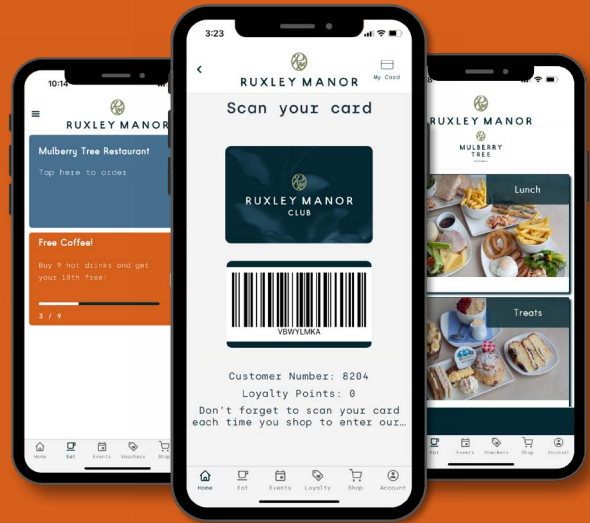 10:14
RUXLEY MANOR
Mulberry Tree Restaurant
Tap here to order
Free Coffee!
Buy 9 hot drinks and get
your 10th free!
3 / 9
Home
Eat
Events
Vouchers
Shop
3:23
RUXLEY MANOR
My Card
Scan your card
RUXLEY MANOR
CLUB
VBWYLMKA
Customer Number: 8204
Loyalty Points: 0
Don't forget to scan your card
each time you shop to enter our…
Home
Eat
Events
Loyalty
Shop
Account
RUXLEY MANOR
MULBERRY
TREE
Lunch
Treats
Eat
Events
Vouchers
Shop
Account